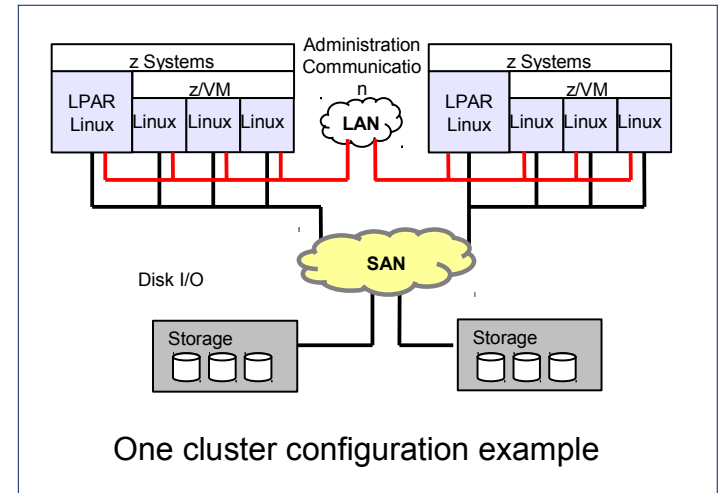 Administration
Communicatio
n
z Systems
z/VM
LPAR
Linux
Linux
Linux
Linux
LAN
z Systems
z/VM
LPAR
Linux
Linux
Linux
Linux
SAN
Disk I/O
Storage
Storage
One cluster configuration example